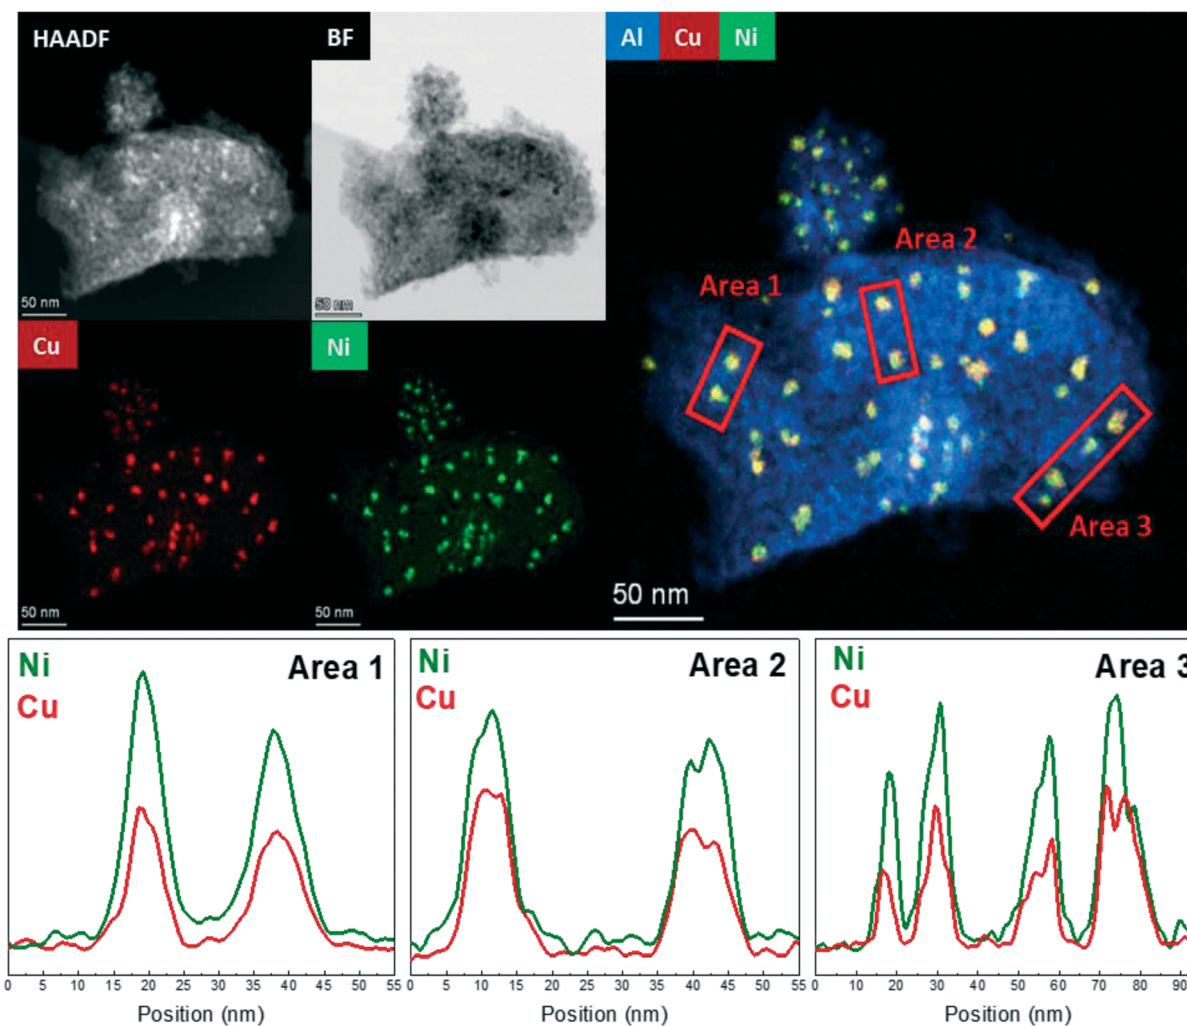 HAADF
BF
Al Cu Ni
50 nm
50 nm
Area 1
Area 2
Area 3
Cu
Ni
50 nm
50 nm
50 nm
Ni
Cu
Area 1
0 5 10 15 20 25 30 35 40 45 50 55
Position (nm)
Ni
Cu
Area 2
0 5 10 15 20 25 30 35 40 45 50 55
Position (nm)
Ni
Cu
Area 3
0 10 20 30 40 50 60 70 80 90
Position (nm)